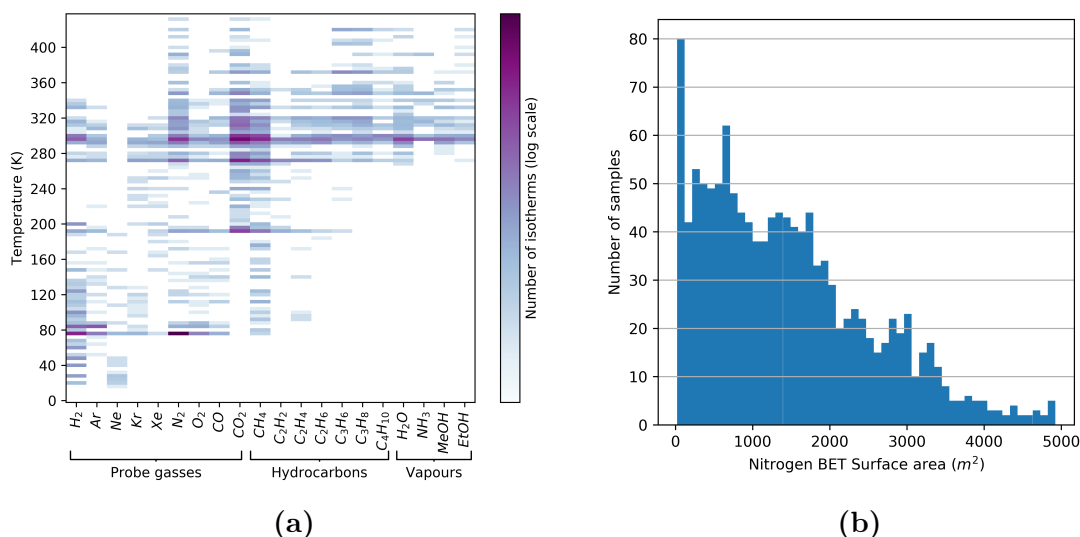 400
360
320
280
240
200
160
120
80
40
0
Temperature (K)
H₂ Ar Ne Kr Xe N₂ O₂ CO CO₂ CH₄ C₂H₂ C₂H₄ C₂H₆ C₃H₆ C₃H₈ C₄H₁₀ H₂O NH₃ MeOH EtOH
Probe gasses Hydrocarbons Vapours
Number of isotherms (log scale)
(a)
80
70
60
50
40
30
20
10
0
Number of samples
0 1000 2000 3000 4000 5000
Nitrogen BET Surface area (m²)
(b)